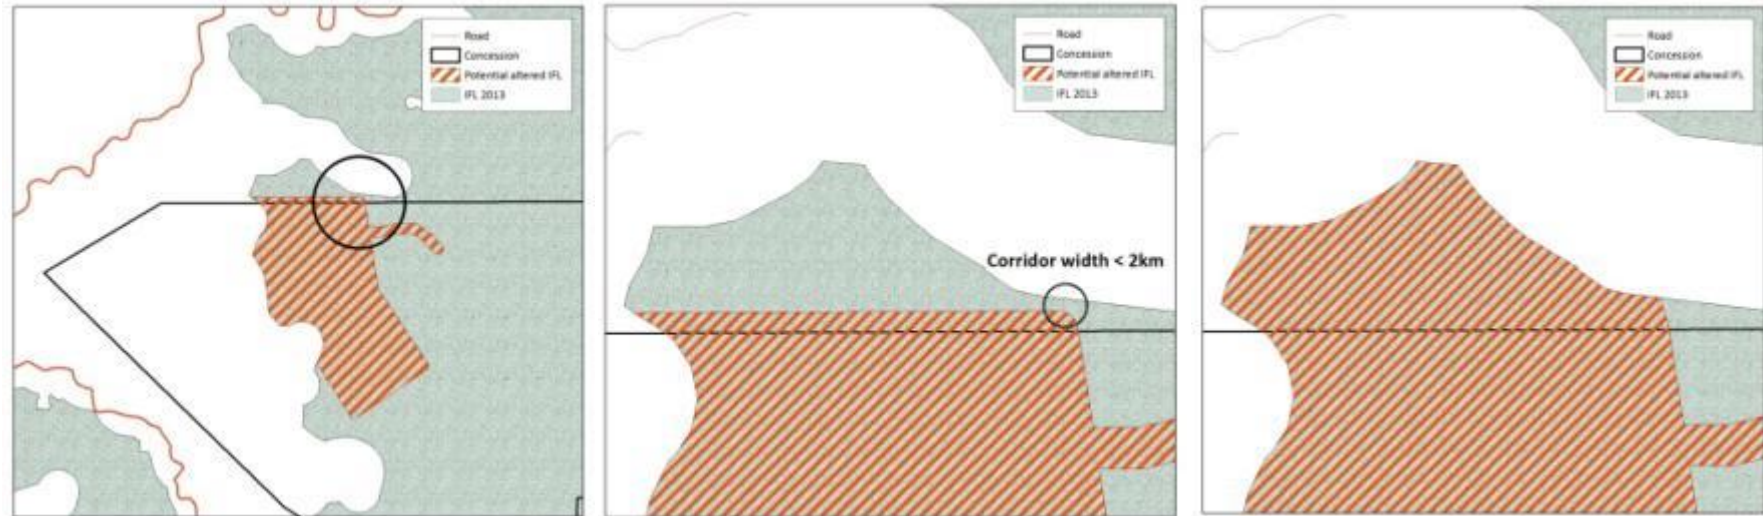 Road
Concession
Potential altered IFL
IFL 2013
Road
Concession
Potential altered IFL
IFL 2013
Corridor width < 2km
Road
Concession
Potential altered IFL
IFL 2013